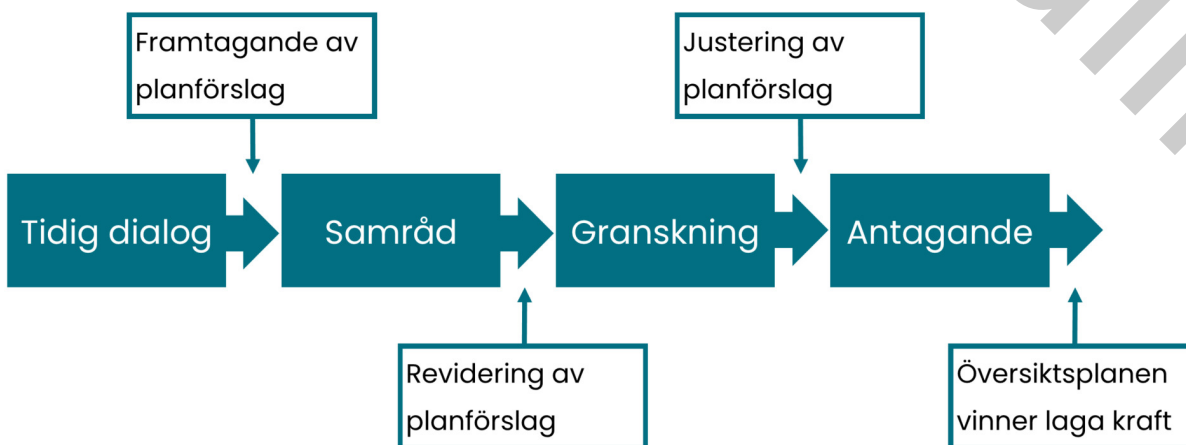 Framtagande av
planförslag
Justering av
planförslag
Tidig dialog
Samråd
Granskning
Antagande
Revidering av
planförslag
Översiktsplanen
vinner laga kraft